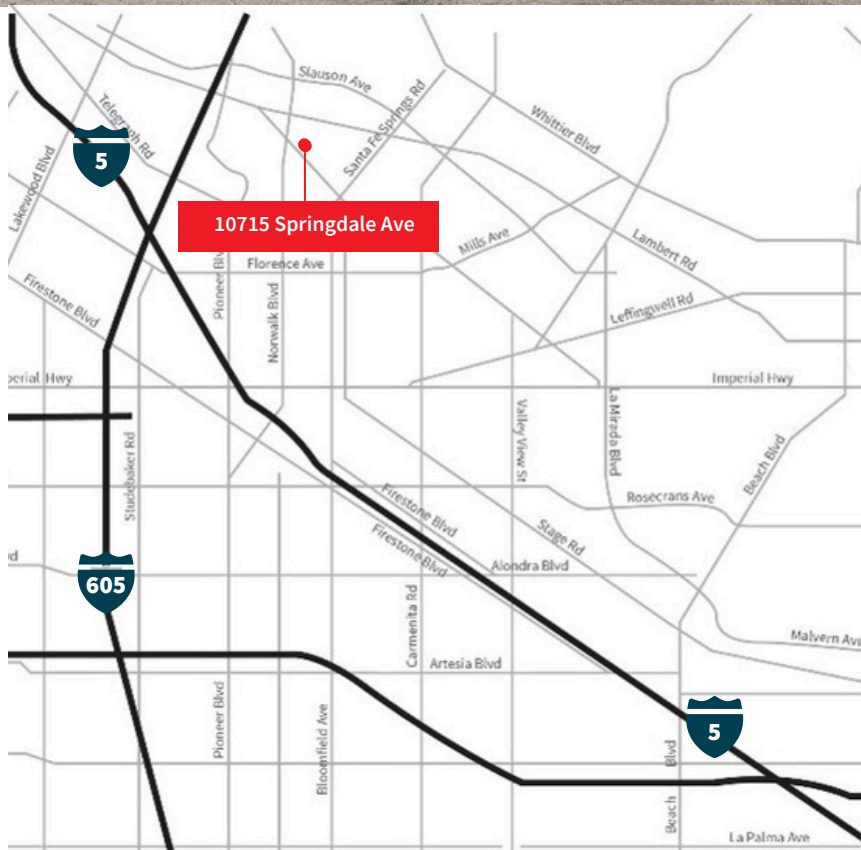 Slauson Ave
Telegraph Rd
Santa Fe Springs Rd
Whittier Blvd
5
Lakewood Blvd
10715 Springdale Ave
Mills Ave
Lambert Rd
Pioneer Blv
Florence Ave
Firestone Blvd
Norwalk Blvd
Leffingwell Rd
perial Hwy
Imperial Hwy
La Mirada Blvd
Valley View St
Beach Blvd
Studebaker Rd
Rosecrans Ave
Firestone Blvd
Firestone Blvd
Stage Rd
Alondra Blvd
d
605
Carmenita Rd
Malvern Ave
Artesia Blvd
Pioneer Blvd
Bloomfield Ave
5
Beach Blvd
La Palma Ave